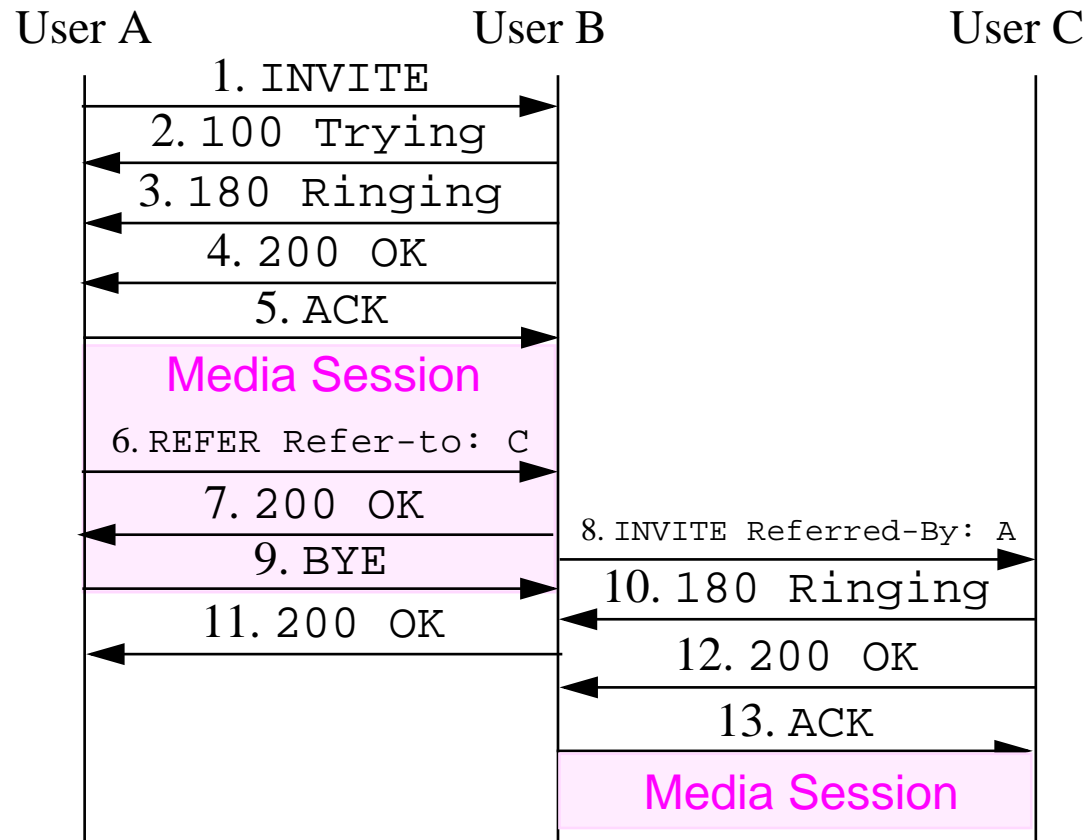 User A User B User C
1. INVITE
2. 100 Trying
3. 180 Ringing
4. 200 OK
5. ACK
Media Session
6. REFER Refer-to: C
7. 200 OK
8. INVITE Referred-By: A
9. BYE
10. 180 Ringing
11. 200 OK
12. 200 OK
13. ACK
Media Session